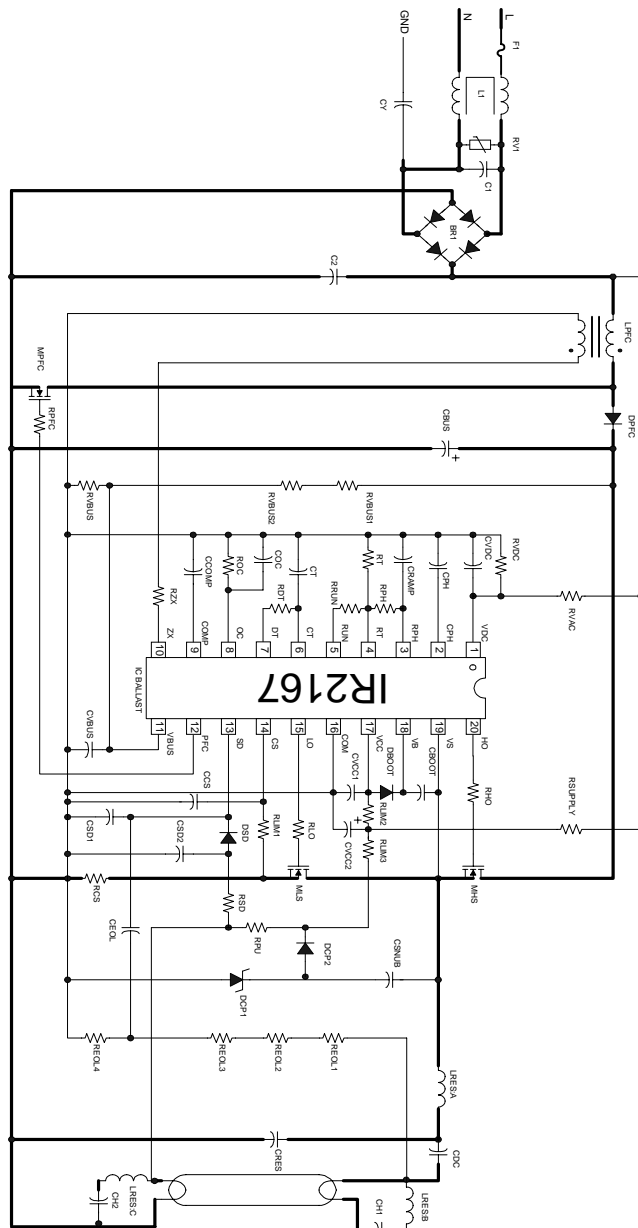 GND
N
L
F1
L1
CY
RV1
C1
BR1
C2
LPFC
MPFC
RPFC
DPFC
CBUS
+
RVBUS
RVBUS2
RVBUS1
CCOMP
ROC
COC
CT
RT
CRAMP
CPH
CVDC
RVDC
RZX
RDT
RRUN
RPH
RVAC
ZX
COMP
OC
DT
CT
RUN
RT
RPH
CPH
VDC
10
9
8
7
6
5
4
3
2
1
IC BALLAST
IR2167
11
12
13
14
15
16
17
18
19
20
VBUS
PFC
SD
CS
LO
COM
VCC
VB
VS
HO
CVBUS
CCS
CVCC1
DBOOT
CBOOT
CSD1
CSD2
DSD
RLIM1
RLO
+
CVCC2
RLIM2
RLIM3
RHO
RSUPPLY
RCS
CEOL
RSD
RPU
MLS
MHS
DCP2
DCP1
CSNUB
REOL4
REOL3
REOL2
REOL1
LRES:A
CRES
CDC
CH2
LRES:C
CH1
LRES:B